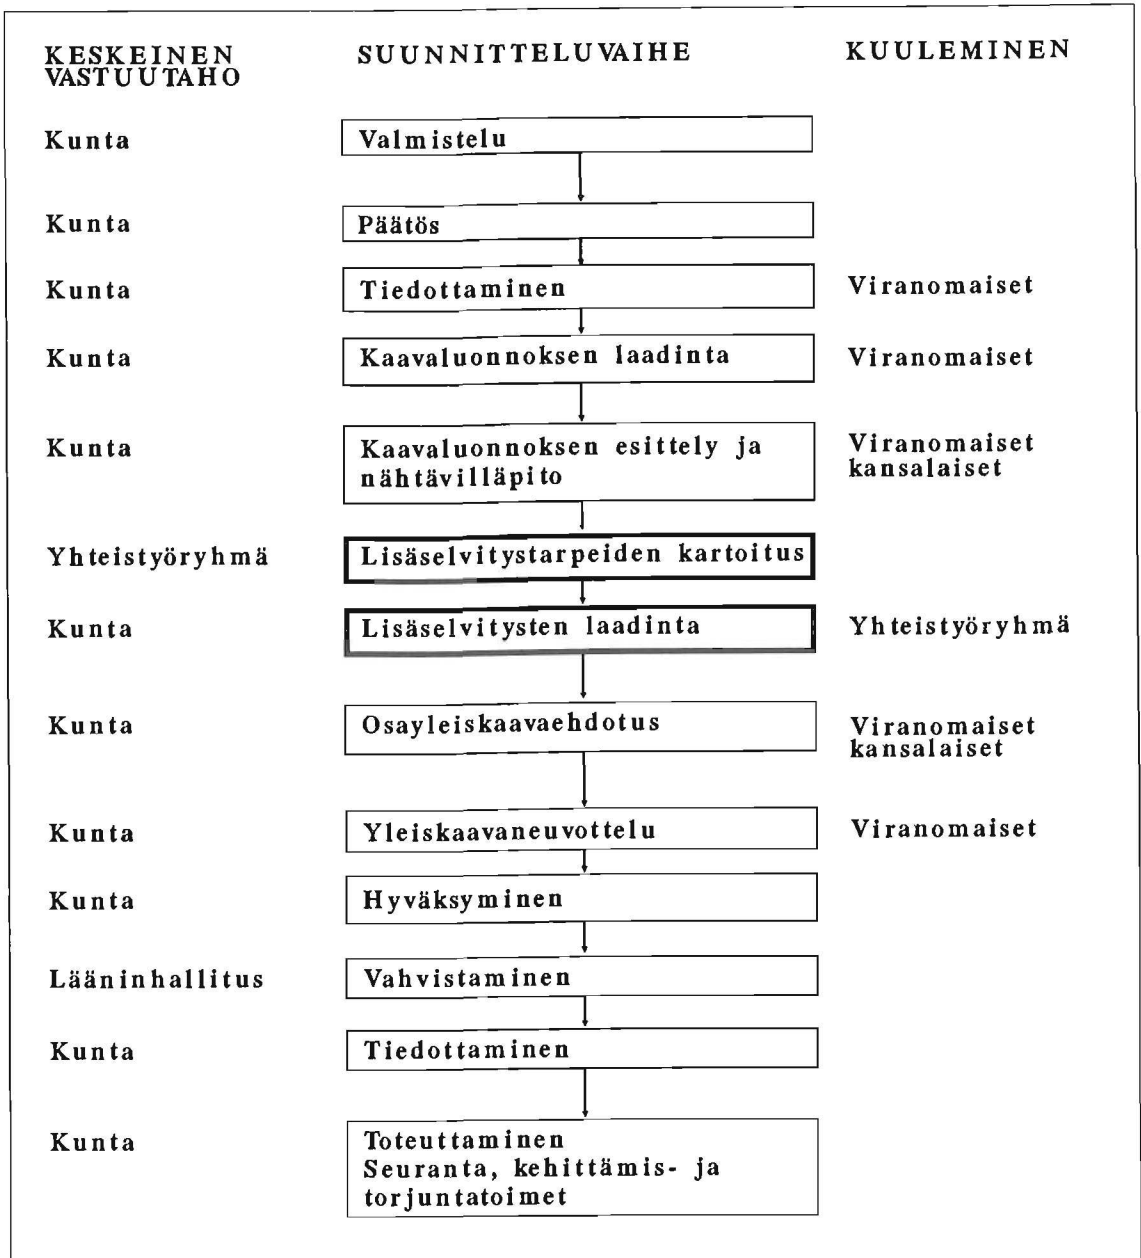 KESKEINEN VASTUUTAHO SUUNNITTELUVAIHE KUULEMINEN
Kunta Valmistelu
Kunta Päätös
Kunta Tiedottaminen Viranomaiset
Kunta Kaavaluonnoksen laadinta Viranomaiset
Kunta Kaavaluonnoksen esittely ja Viranomaiset
nähtävilläpito kansalaiset
Yhteistyöryhmä Lisäselvitystarpeiden kartoitus
Kunta Lisäselvitysten laadinta Yhteistyöryhmä
Kunta Osayleiskaavaehdotus Viranomaiset
kansalaiset
Kunta Yleiskaavaneuvottelu Viranomaiset
Kunta Hyväksyminen
Lääninhallitus Vahvistaminen
Kunta Tiedottaminen
Kunta Toteuttaminen
Seuranta, kehittämis- ja
torjuntatoimet